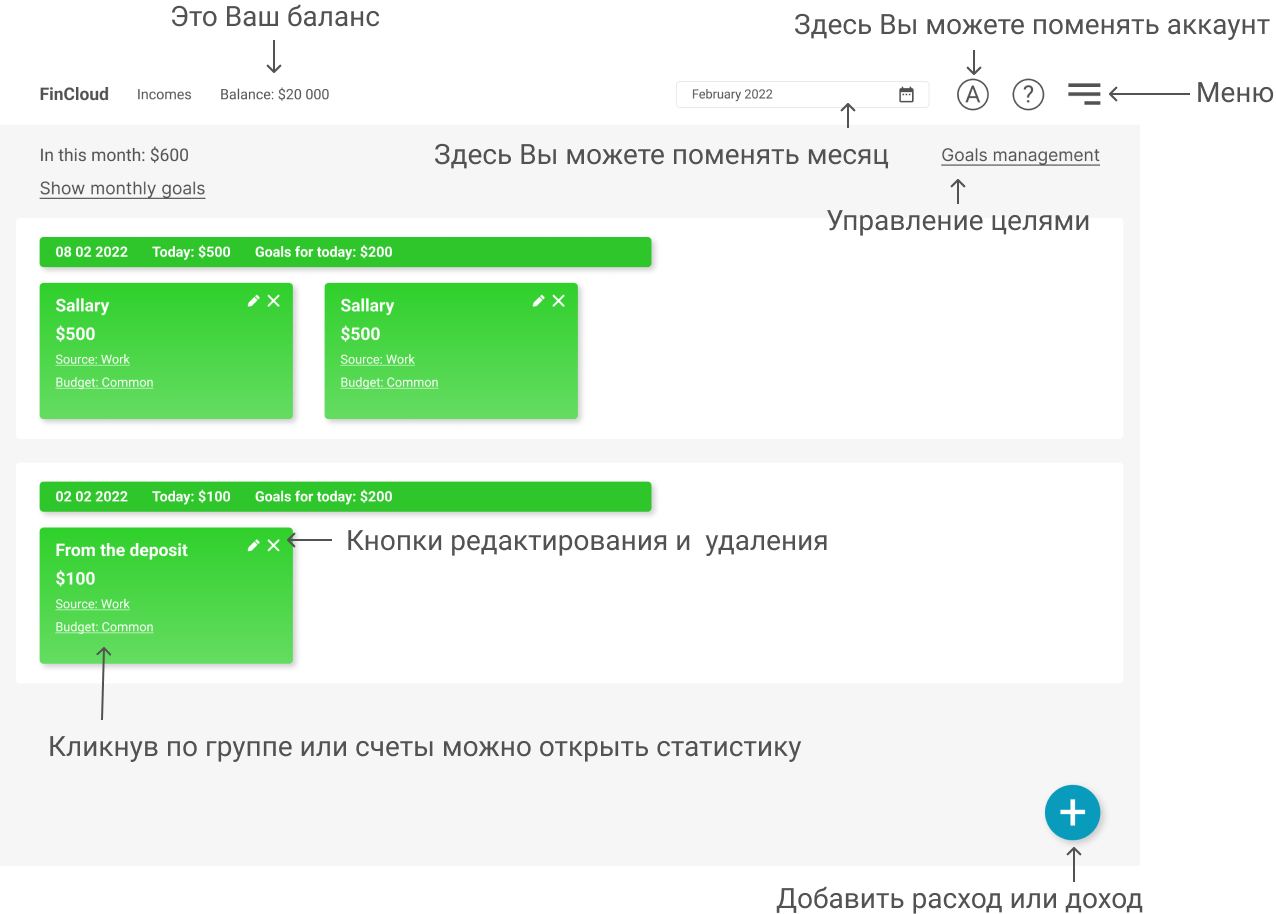 Это Ваш баланс
Здесь Вы можете поменять аккаунт
FinCloud Incomes Balance: $20 000
February 2022
A
?
Меню
In this month: $600
Здесь Вы можете поменять месяц
Goals management
Show monthly goals
Управление целями
08 02 2022 Today: $500 Goals for today: $200
Sallary
$500
Source: Work
Budget: Common
Sallary
$500
Source: Work
Budget: Common
02 02 2022 Today: $100 Goals for today: $200
From the deposit
$100
Source: Work
Budget: Common
Кнопки редактирования и удаления
Кликнув по группе или счеты можно открыть статистику
Добавить расход или доход